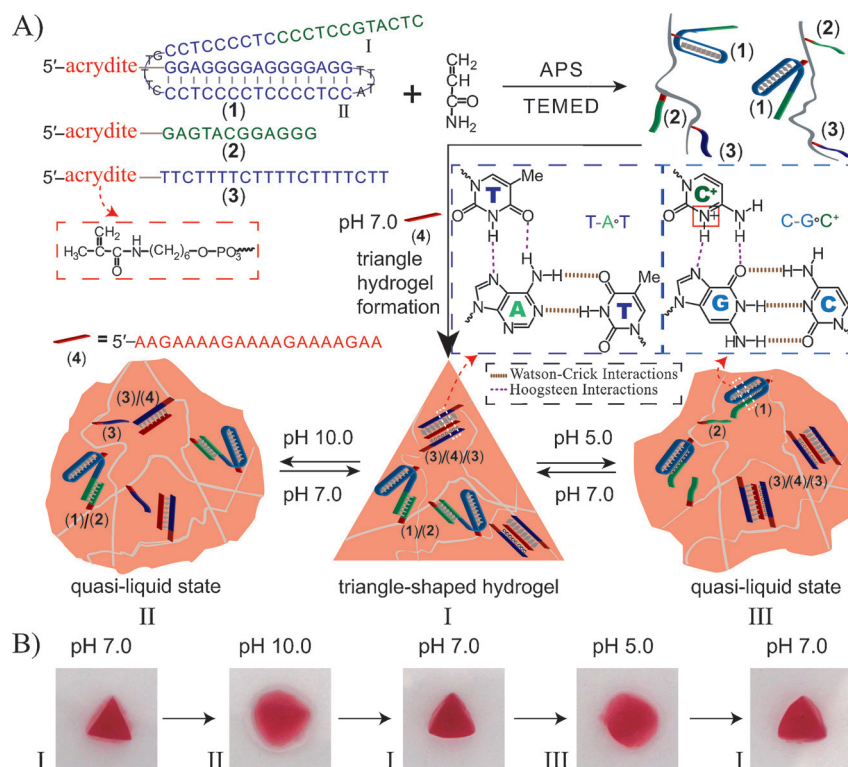 A)
CCTCCCCTCCCCTCCGTACTC
I
5′-acrydite
GGAGGGGAGGGGAGG
CCTCCCCTCCCCTCC
II
(1)
5′-acrydite
GAGTACGGAGGG
(2)
5′-acrydite
TTCTTTTCTTTTCTTTTCTT
(3)
+
CH₂
O
NH₂
APS
TEMED
(1)
(2)
(3)
(2)
(1)
(3)
CH₂
H₃C
O
H
N-(CH₂)₆-O-PO₃
pH 7.0
(4)
triangle
hydrogel
formation
T
Me
T-A∘T
A
T
Me
C⁺
C-G∘C⁺
G
C
Watson-Crick Interactions
Hoogsteen Interactions
(4) = 5′-AAGAAAAGAAAAGAAAAGAA
(3)/(4)
(3)
(1)/(2)
pH 10.0
pH 7.0
(3)/(4)/(3)
(1)/(2)
pH 5.0
pH 7.0
(1)
(2)
(3)/(4)/(3)
quasi-liquid state
II
triangle-shaped hydrogel
I
quasi-liquid state
III
B)
pH 7.0
pH 10.0
pH 7.0
pH 5.0
pH 7.0
I
II
I
III
I